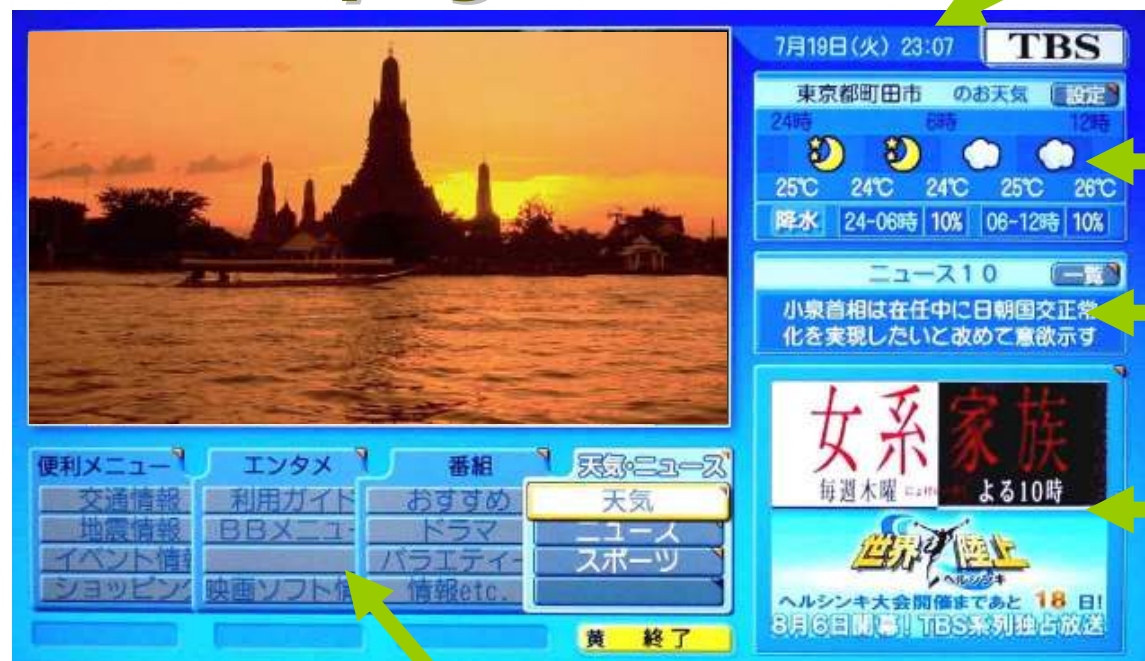 7月19日(火) 23:07 TBS
東京都町田市 のお天気 設定
24時 6時 12時
25℃ 24℃ 24℃ 25℃ 26℃
降水 24-06時 10% 06-12時 10%
ニュース10 一覧
小泉首相は在任中に日朝国交正常
化を実現したいと改めて意欲示す
女系家族
毎週木曜 よる10時
世界陸上
ヘルシンキ
ヘルシンキ大会開催まであと 18 日!
8月6日開幕! TBS系列独占放送
便利メニュー エンタメ 番組 天気・ニュース
交通情報 利用ガイド おすすめ 天気
地震情報 BBメニュー ドラマ ニュース
イベント情 バラエティー スポーツ
ショッピング 映画ソフト情 情報etc.
黄 終了